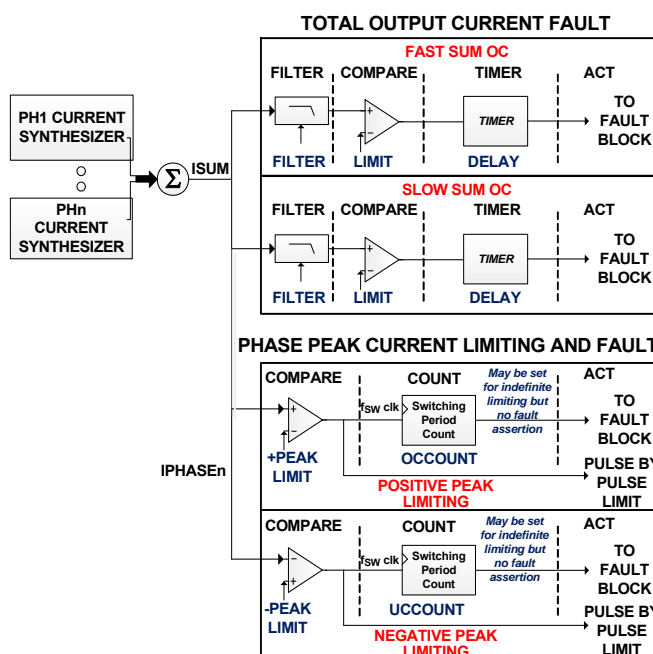 TOTAL OUTPUT CURRENT FAULT
FAST SUM OC
FILTER COMPARE TIMER ACT
PH1 CURRENT
SYNTHESIZER
PHn
CURRENT
SYNTHESIZER
Σ
ISUM
+
−
TIMER
TO
FAULT
BLOCK
FILTER LIMIT DELAY
SLOW SUM OC
FILTER COMPARE TIMER ACT
+
−
TIMER
TO
FAULT
BLOCK
FILTER LIMIT DELAY
PHASE PEAK CURRENT LIMITING AND FAULT
COMPARE COUNT ACT
May be set
for indefinite
limiting but
no fault
assertion
+
−
fSW clk
Switching
Period
Count
TO
FAULT
BLOCK
+PEAK
LIMIT
OCCOUNT
IPHASEn
POSITIVE PEAK
LIMITING
PULSE BY
PULSE
LIMIT
COMPARE COUNT ACT
May be set
for indefinite
limiting but
no fault
assertion
−
+
fSW clk
Switching
Period
Count
TO
FAULT
BLOCK
-PEAK
LIMIT
UCCOUNT
NEGATIVE PEAK
LIMITING
PULSE BY
PULSE
LIMIT